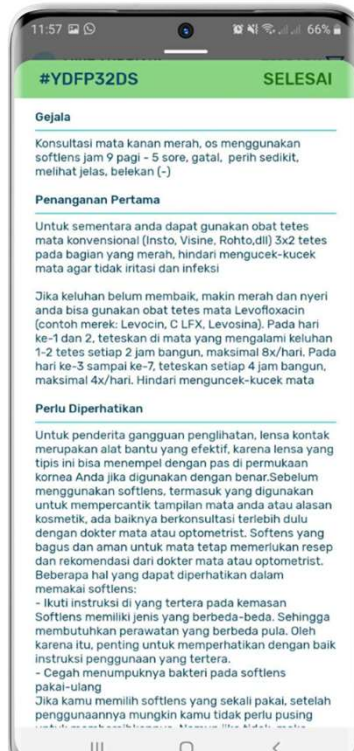 11:57
66%
#YDFP32DS SELESAI
Gejala
Konsultasi mata kanan merah, os menggunakan
softlens jam 9 pagi - 5 sore, gatal, perih sedikit,
melihat jelas, belekan (-)
Penanganan Pertama
Untuk sementara anda dapat gunakan obat tetes
mata konvensional (Insto, Visine, Rohto,dll) 3x2 tetes
pada bagian yang merah, hindari mengucek-kucek
mata agar tidak iritasi dan infeksi
Jika keluhan belum membaik, makin merah dan nyeri
anda bisa gunakan obat tetes mata Levofloxacin
(contoh merek: Levocin, C LFX, Levosina). Pada hari
ke-1 dan 2, teteskan di mata yang mengalami keluhan
1-2 tetes setiap 2 jam bangun, maksimal 8x/hari. Pada
hari ke-3 sampai ke-7, teteskan setiap 4 jam bangun,
maksimal 4x/hari. Hindari menguncek-kucek mata
Perlu Diperhatikan
Untuk penderita gangguan penglihatan, lensa kontak
merupakan alat bantu yang efektif, karena lensa yang
tipis ini bisa menempel dengan pas di permukaan
kornea Anda jika digunakan dengan benar.Sebelum
menggunakan softlens, termasuk yang digunakan
untuk mempercantik tampilan mata anda atau alasan
kosmetik, ada baiknya berkonsultasi terlebih dulu
dengan dokter mata atau optometrist. Softens yang
bagus dan aman untuk mata tetap memerlukan resep
dan rekomendasi dari dokter mata atau optometrist.
Beberapa hal yang dapat diperhatikan dalam
memakai softlens:
- Ikuti instruksi di yang tertera pada kemasan
Softlens memiliki jenis yang berbeda-beda. Sehingga
membutuhkan perawatan yang berbeda pula. Oleh
karena itu, penting untuk memperhatikan dengan baik
instruksi penggunaan yang tertera.
- Cegah menumpuknya bakteri pada softlens
pakai-ulang
Jika kamu memilih softlens yang sekali pakai, setelah
penggunaannya mungkin kamu tidak perlu pusing